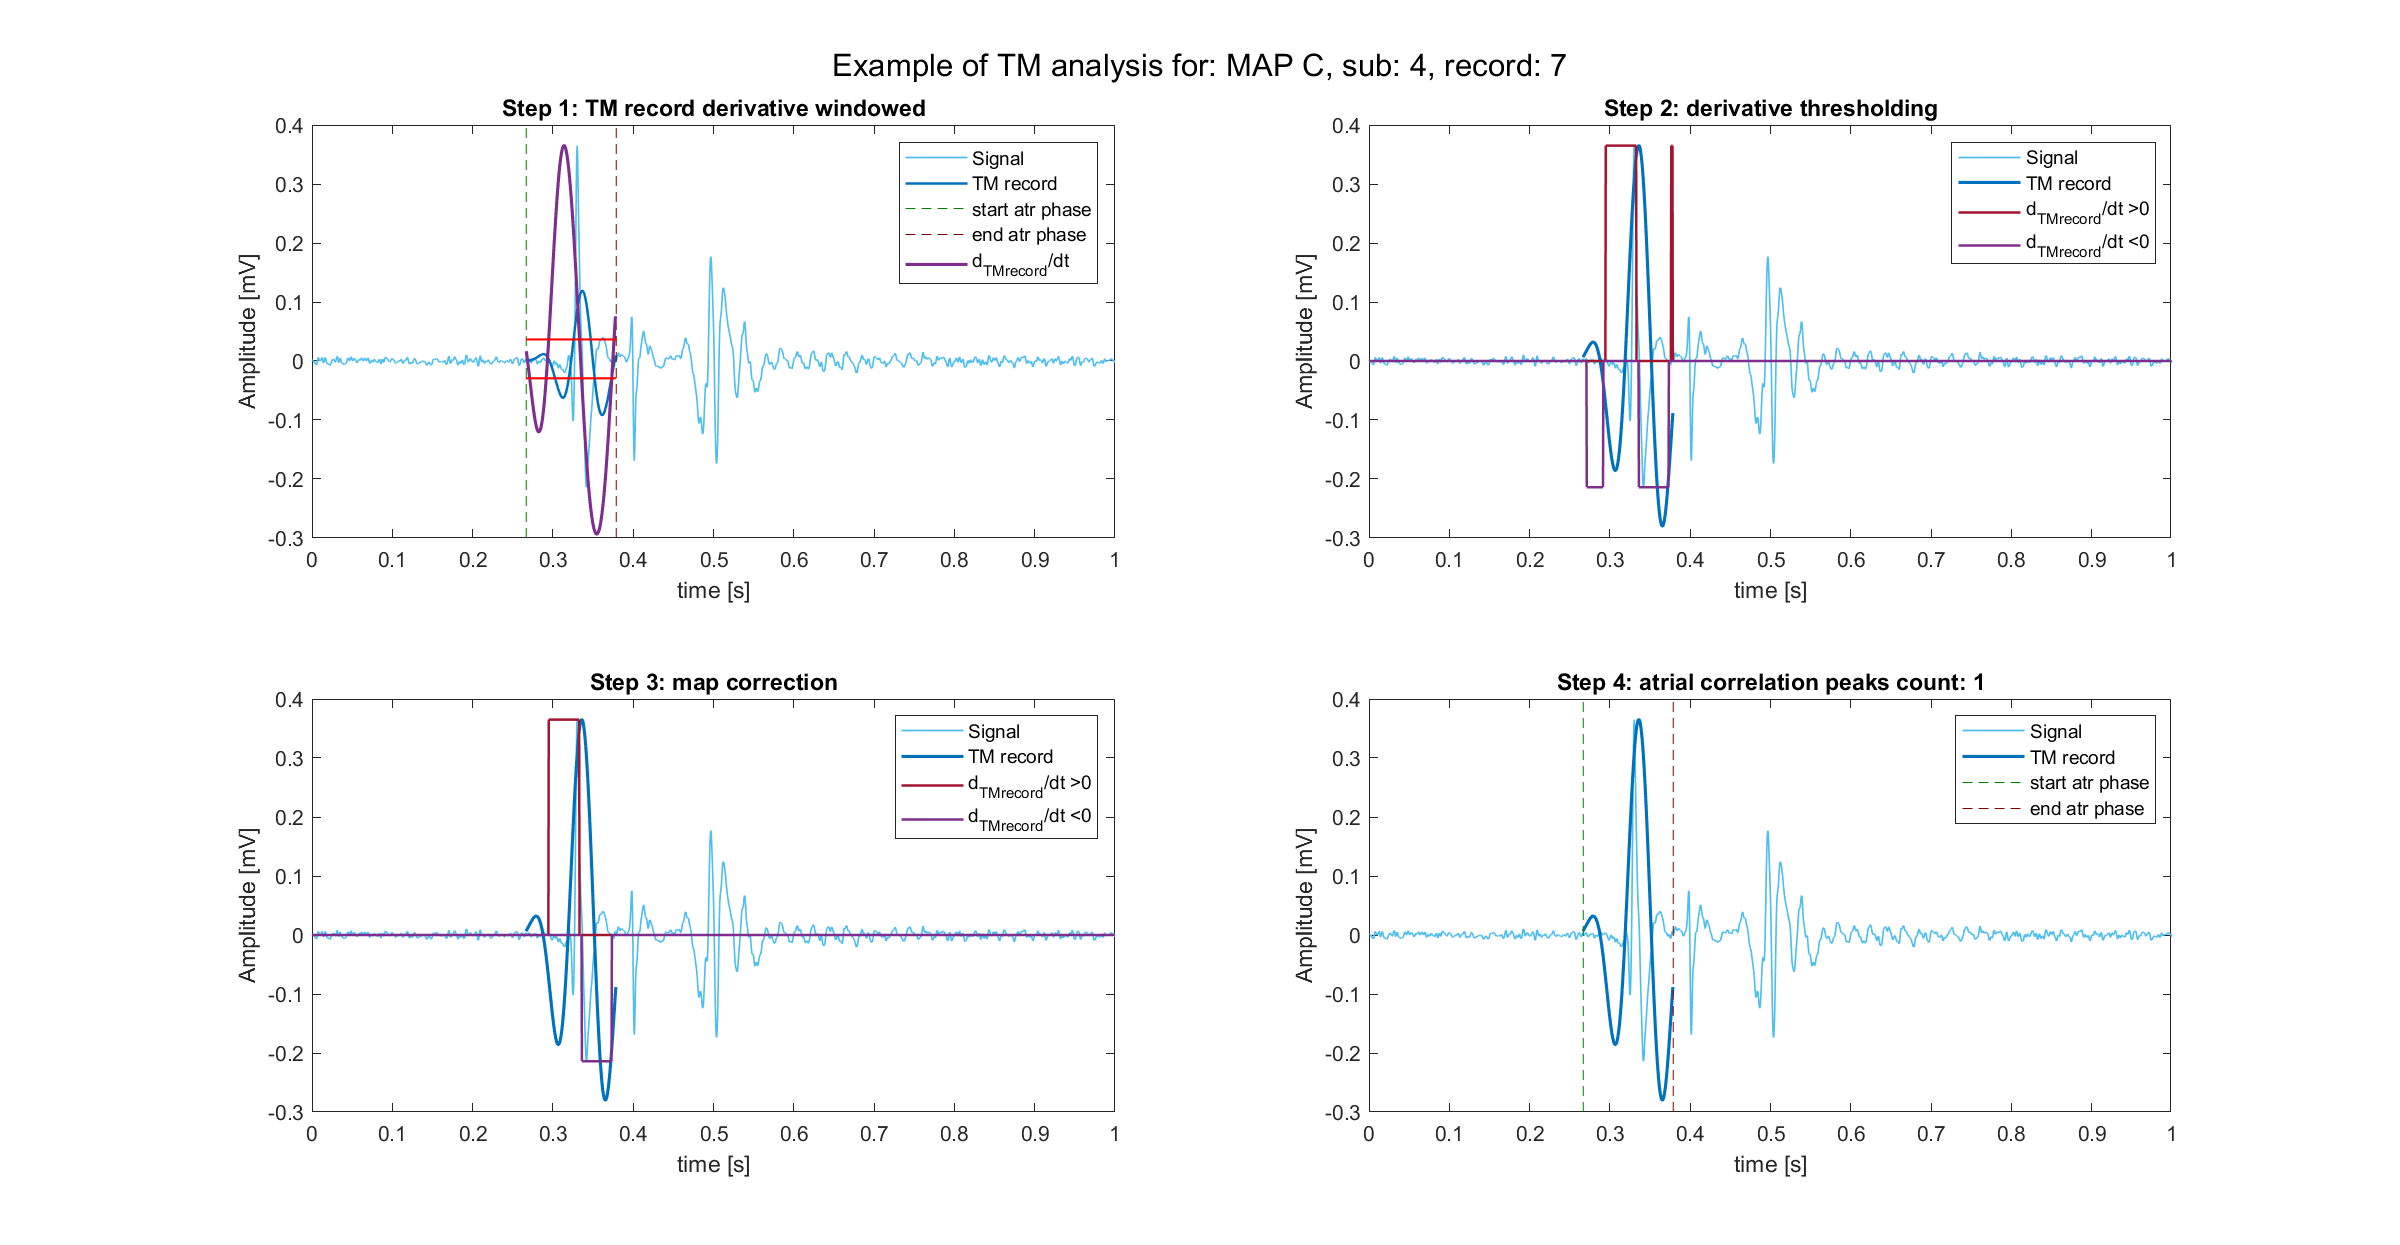 Example of TM analysis for: MAP C, sub: 4, record: 7
Step 1: TM record derivative windowed
0.4
0.3
0.2
0.1
0
-0.1
-0.2
-0.3
Amplitude [mV]
Signal
TM record
start atr phase
end atr phase
dTMrecord/dt
0 0.1 0.2 0.3 0.4 0.5 0.6 0.7 0.8 0.9 1
time [s]
Step 2: derivative thresholding
0.4
0.3
0.2
0.1
0
-0.1
-0.2
-0.3
Amplitude [mV]
Signal
TM record
dTMrecord/dt >0
dTMrecord/dt <0
0 0.1 0.2 0.3 0.4 0.5 0.6 0.7 0.8 0.9 1
time [s]
Step 3: map correction
0.4
0.3
0.2
0.1
0
-0.1
-0.2
-0.3
Amplitude [mV]
Signal
TM record
dTMrecord/dt >0
dTMrecord/dt <0
0 0.1 0.2 0.3 0.4 0.5 0.6 0.7 0.8 0.9 1
time [s]
Step 4: atrial correlation peaks count: 1
0.4
0.3
0.2
0.1
0
-0.1
-0.2
-0.3
Amplitude [mV]
Signal
TM record
start atr phase
end atr phase
0 0.1 0.2 0.3 0.4 0.5 0.6 0.7 0.8 0.9 1
time [s]